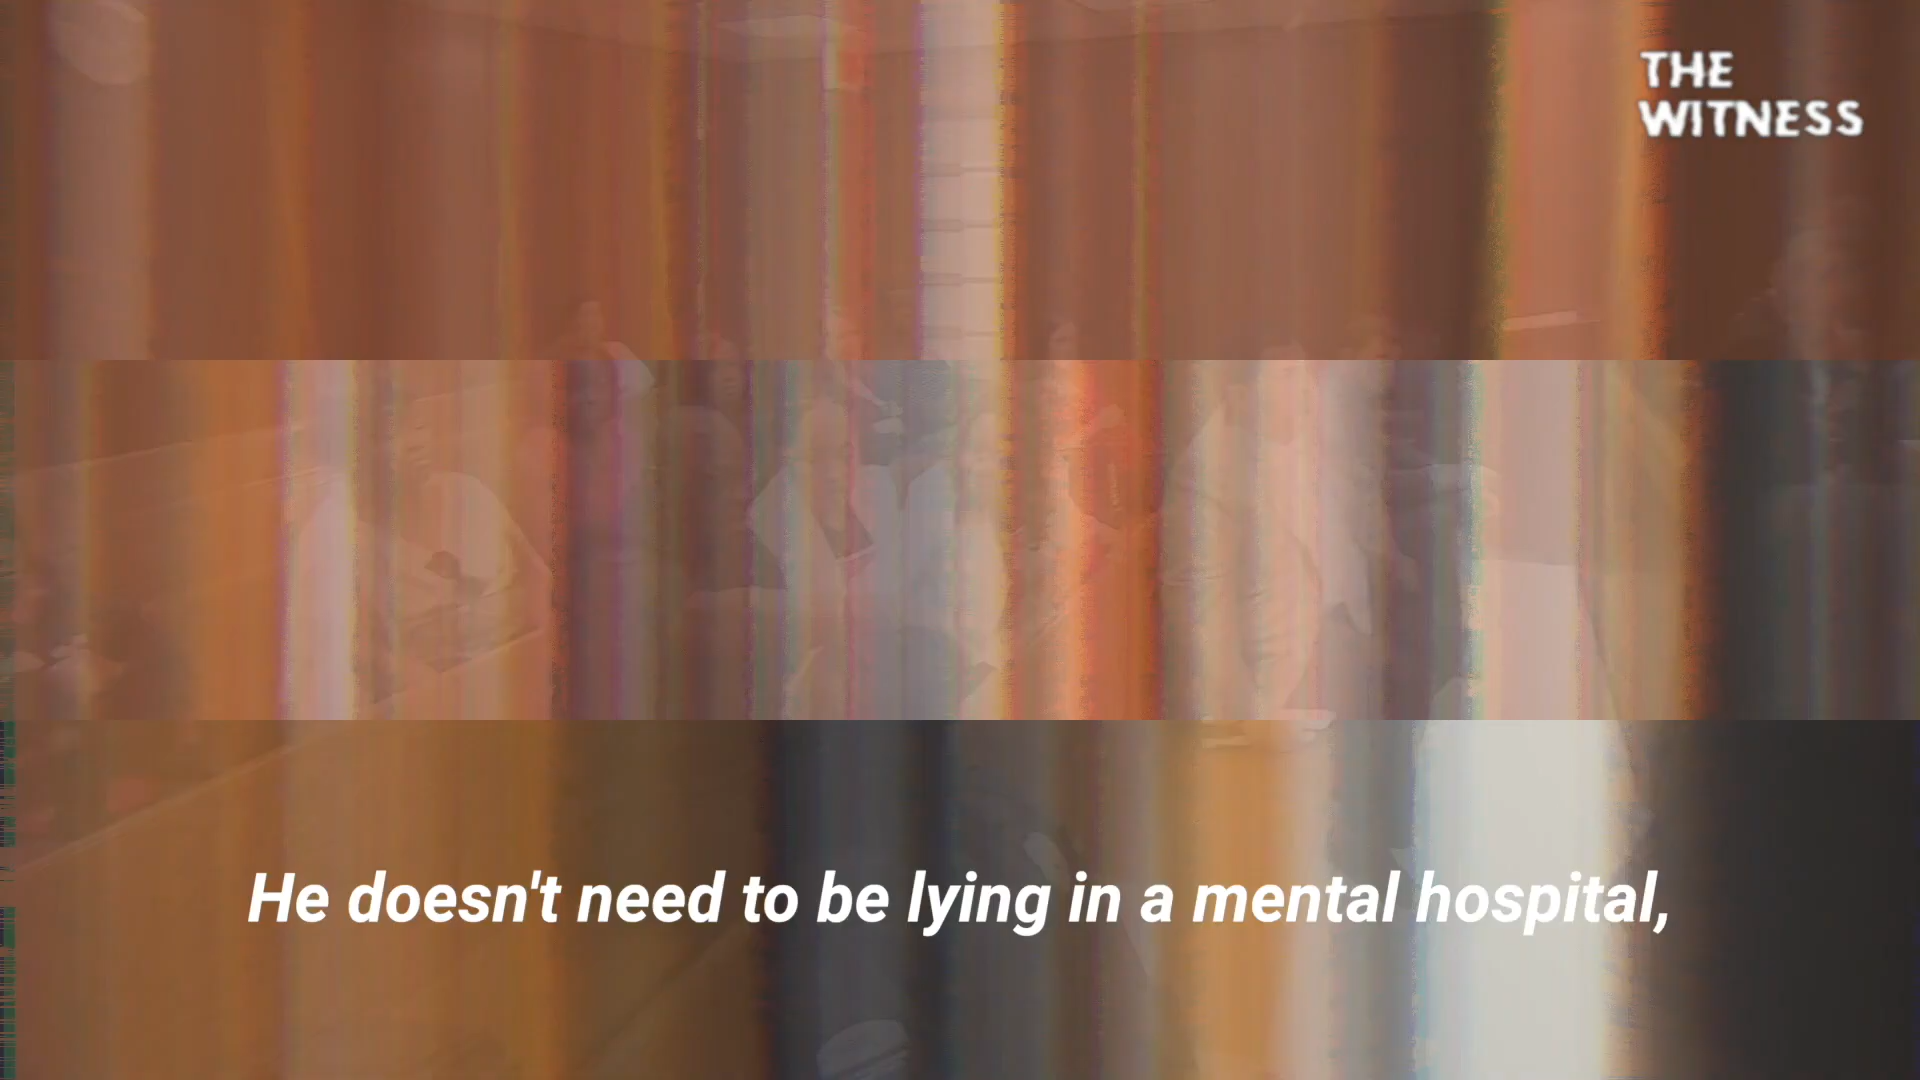 THE
WITNESS
He doesn't need to be lying in a mental hospital,